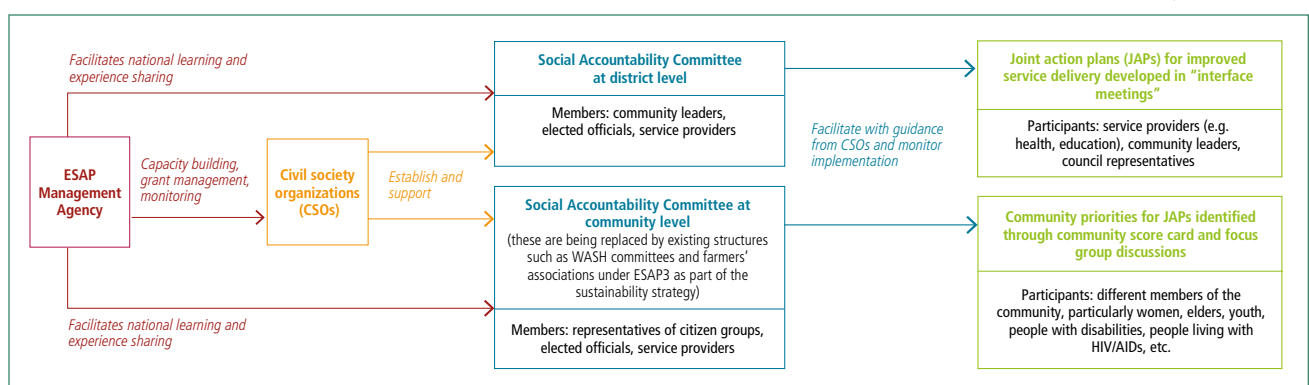 Facilitates national learning and
experience sharing
ESAP
Management
Agency
Capacity building,
grant management,
monitoring
Civil society
organizations
(CSOs)
Establish and
support
Facilitates national learning and
experience sharing
Social Accountability Committee
at district level
Members: community leaders,
elected officials, service providers
Social Accountability Committee at
community level
(these are being replaced by existing structures
such as WASH committees and farmers’
associations under ESAP3 as part of the
sustainability strategy)
Members: representatives of citizen groups,
elected officials, service providers
Facilitate with guidance
from CSOs and monitor
implementation
Joint action plans (JAPs) for improved
service delivery developed in “interface
meetings”
Participants: service providers (e.g.
health, education), community leaders,
council representatives
Community priorities for JAPs identified
through community score card and focus
group discussions
Participants: different members of the
community, particularly women, elders, youth,
people with disabilities, people living with
HIV/AIDs, etc.